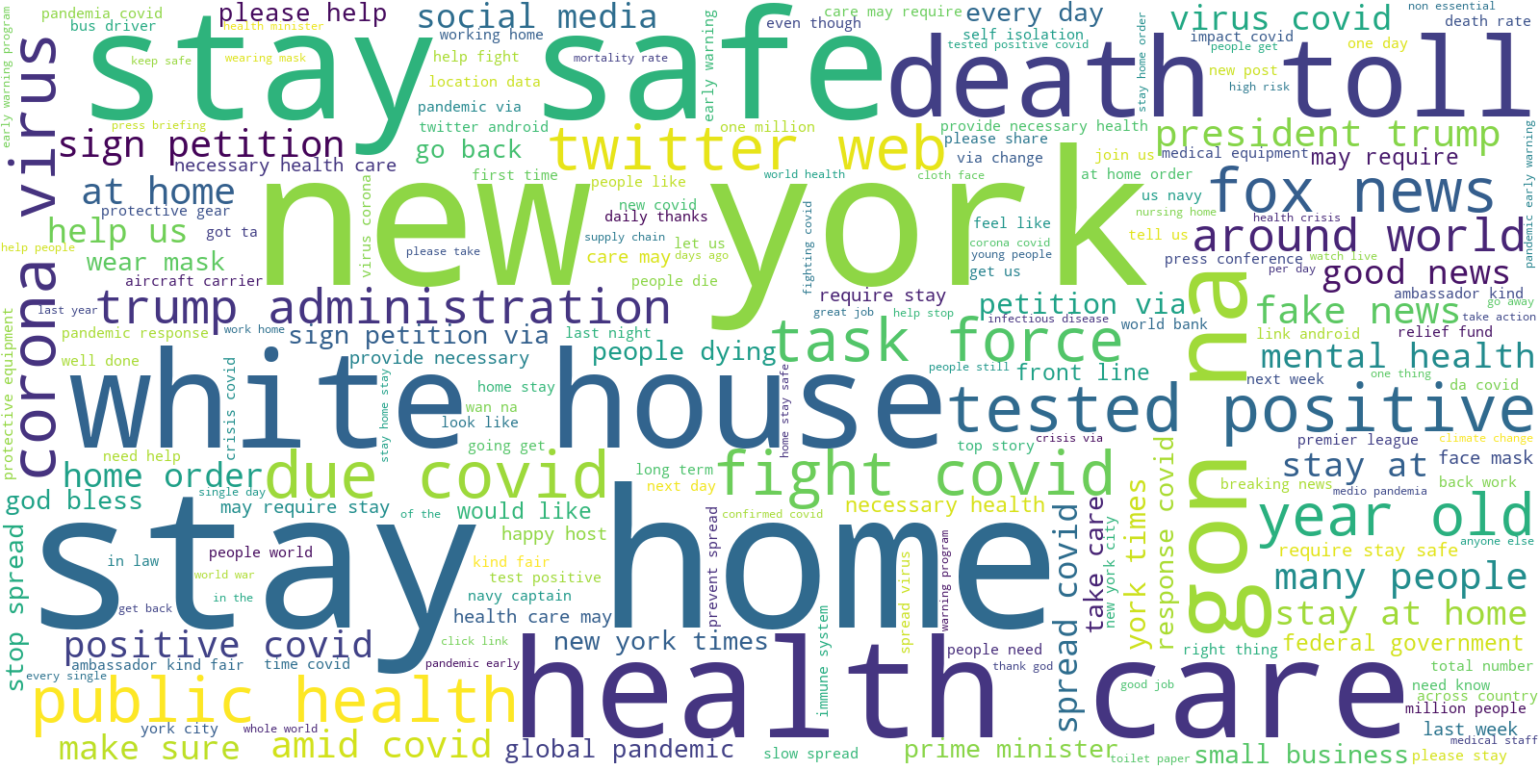 pandemia covid
bus driver
please help
health minister
keep safe
wearing mask
stay safe
social media
working home
help fight
location data
pandemic via
mortality rate
early warning
even though
care may require
every day
self isolation
tested positive covid
death toll
stay home order
virus covid
impact covid
people get
non essential
death rate
one day
new post
high risk
early warning program
corona virus
press briefing
sign petition
necessary health care
twitter android
go back
first time
twitter web
one million
provide necessary health
please share
via change
join us
at home order
president trump
medical equipment
may require
at home
protective gear
help us
got ta
help people
wear mask
aircraft carrier
virus corona
new york
people like
new covid
daily thanks
supply chain
let us
care may
days ago
people die
please take
world health
fighting covid
cloth face
feel like
corona covid
young people
get us
us navy
nursing home
tell us
fox news
health crisis
around world
press conference
watch live
per day
good news
pandemic early warning
last year
trump administration
require stay
great job
help stop
infectious disease
petition via
world bank
gon na
ambassador kind
go away
fake news
take action
link android
relief fund
protective equipment
pandemic response
work home
sign petition via
last night
well done
provide necessary
people dying
task force
people still
front line
mental health
next week
one thing
da covid
white house
crisis covid
stay home stay
home stay
wan na
look like
going get
home stay safe
top story
crisis via
tested positive
premier league
climate change
need help
home order
due covid
long term
next day
fight covid
stay at
face mask
breaking news
back work
medio pandemia
god bless
single day
may require stay
of the
would like
happy host
confirmed covid
necessary health
year old
anyone else
stop spread
in law
people world
world war
in the
get back
stay home
kind fair
test positive
navy captain
health care may
prevent spread
spread virus
warning program
spread covid
take care
new york city
york times
response covid
require stay safe
many people
stay at home
federal government
positive covid
click link
new york times
immune system
people need
thank god
right thing
ambassador kind fair
time covid
pandemic early
every single
health care
good job
total number
need know
across country
public health
york city
whole world
million people
last week
medical staff
make sure
amid covid
global pandemic
slow spread
prime minister
toilet paper
small business
please stay